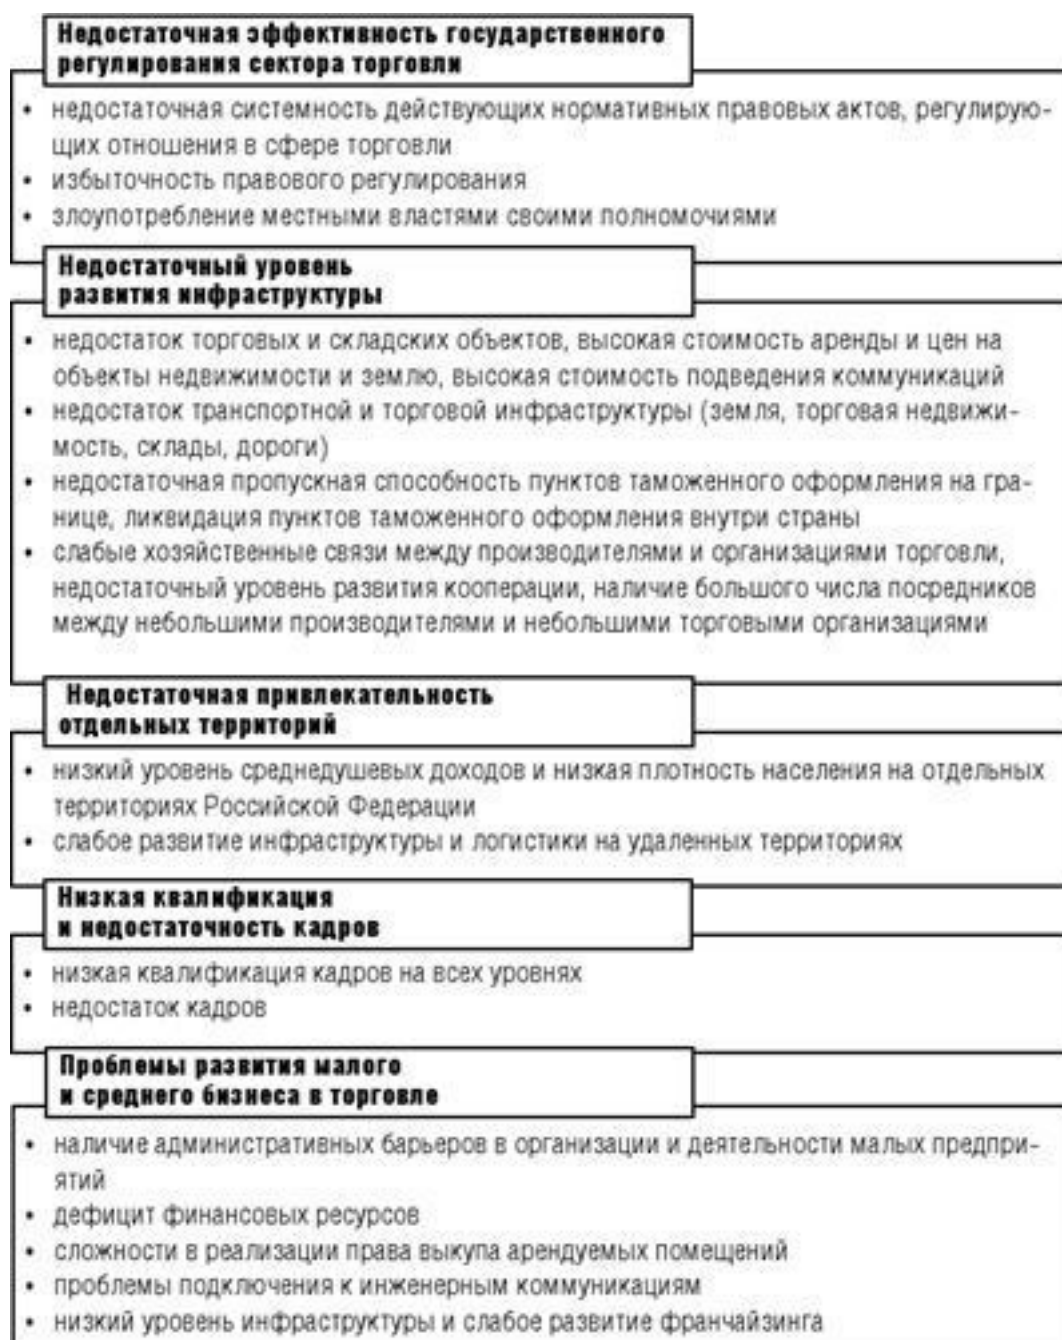 Недостаточная эффективность государственного
регулирования сектора торговли
• недостаточная системность действующих нормативных правовых актов, регулирую-
щих отношения в сфере торговли
• избыточность правового регулирования
• злоупотребление местными властями своими полномочиями
Недостаточный уровень
развития инфраструктуры
• недостаток торговых и складских объектов, высокая стоимость аренды и цен на
объекты недвижимости и землю, высокая стоимость подведения коммуникаций
• недостаток транспортной и торговой инфраструктуры (земля, торговая недвижи-
мость, склады, дороги)
• недостаточная пропускная способность пунктов таможенного оформления на гра-
нице, ликвидация пунктов таможенного оформления внутри страны
• слабые хозяйственные связи между производителями и организациями торговли,
недостаточный уровень развития кооперации, наличие большого числа посредников
между небольшими производителями и небольшими торговыми организациями
Недостаточная привлекательность
отдельных территорий
• низкий уровень среднедушевых доходов и низкая плотность населения на отдельных
территориях Российской Федерации
• слабое развитие инфраструктуры и логистики на удаленных территориях
Низкая квалификация
и недостаточность кадров
• низкая квалификация кадров на всех уровнях
• недостаток кадров
Проблемы развития малого
и среднего бизнеса в торговле
• наличие административных барьеров в организации и деятельности малых предпри-
ятий
• дефицит финансовых ресурсов
• сложности в реализации права выкупа арендуемых помещений
• проблемы подключения к инженерным коммуникациям
• низкий уровень инфраструктуры и слабое развитие франчайзинга